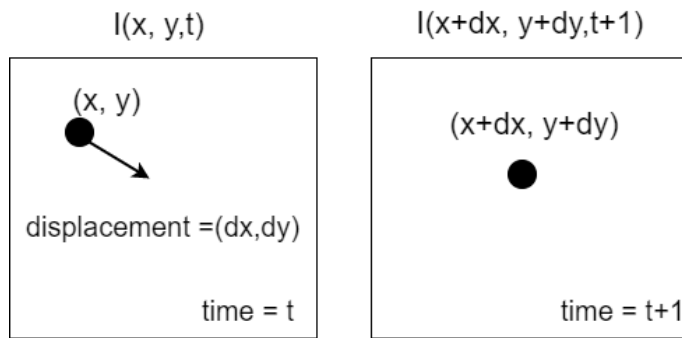 I(x, y,t)
(x, y)
displacement =(dx,dy)
time = t
I(x+dx, y+dy,t+1)
(x+dx, y+dy)
time = t+1